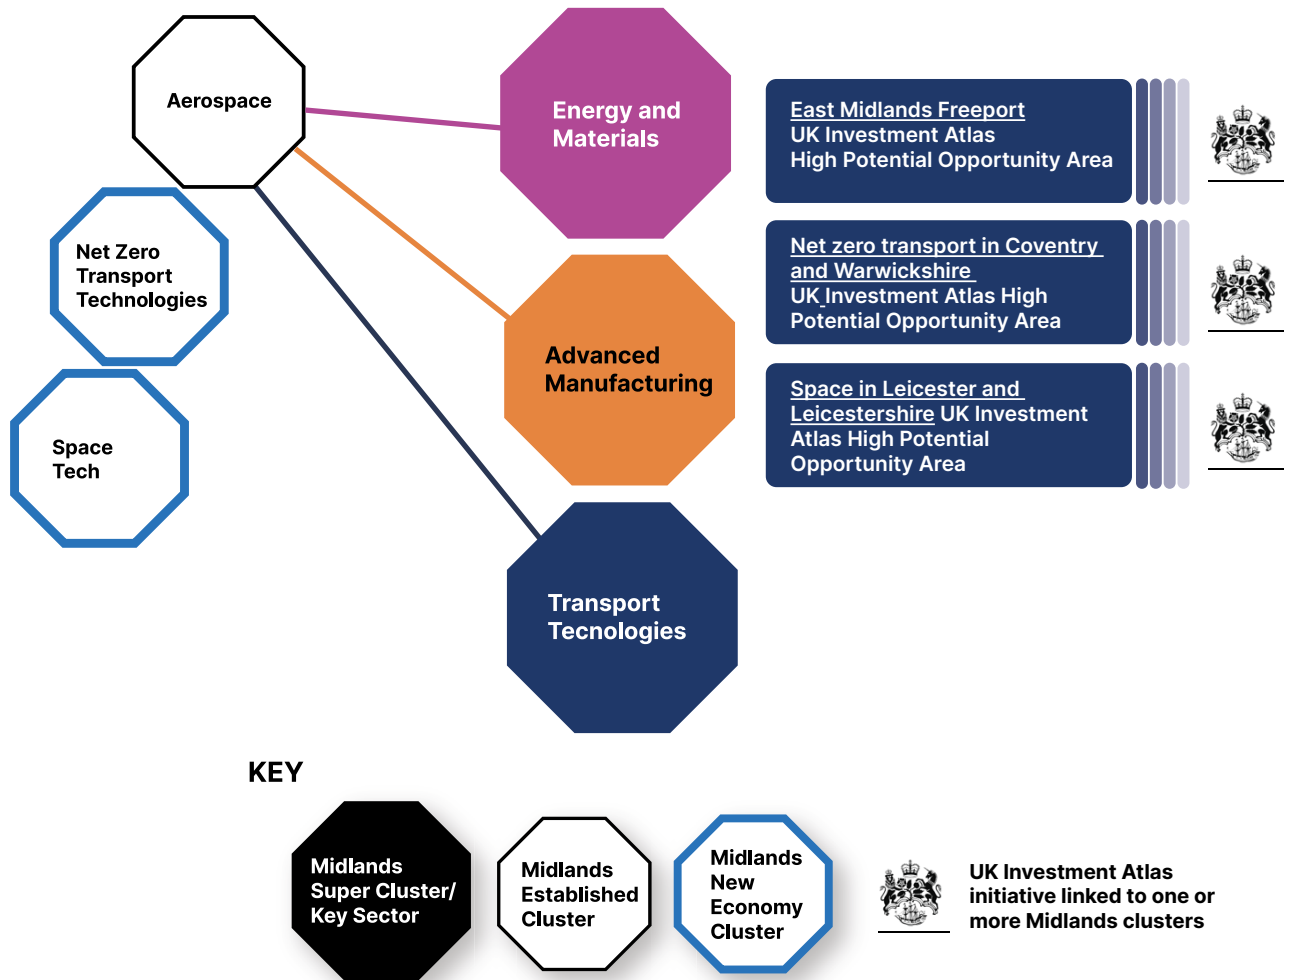 Aerospace
Energy and
Materials
East Midlands Freeport
UK Investment Atlas
High Potential Opportunity Area
Net Zero
Transport
Technologies
Net zero transport in Coventry
and Warwickshire
UK Investment Atlas High
Potential Opportunity Area
Advanced
Manufacturing
Space in Leicester and
Leicestershire UK Investment
Atlas High Potential
Opportunity Area
Space
Tech
Transport
Tecnologies
KEY
Midlands
Super Cluster/
Key Sector
Midlands
Established
Cluster
Midlands
New
Economy
Cluster
UK Investment Atlas
initiative linked to one or
more Midlands clusters